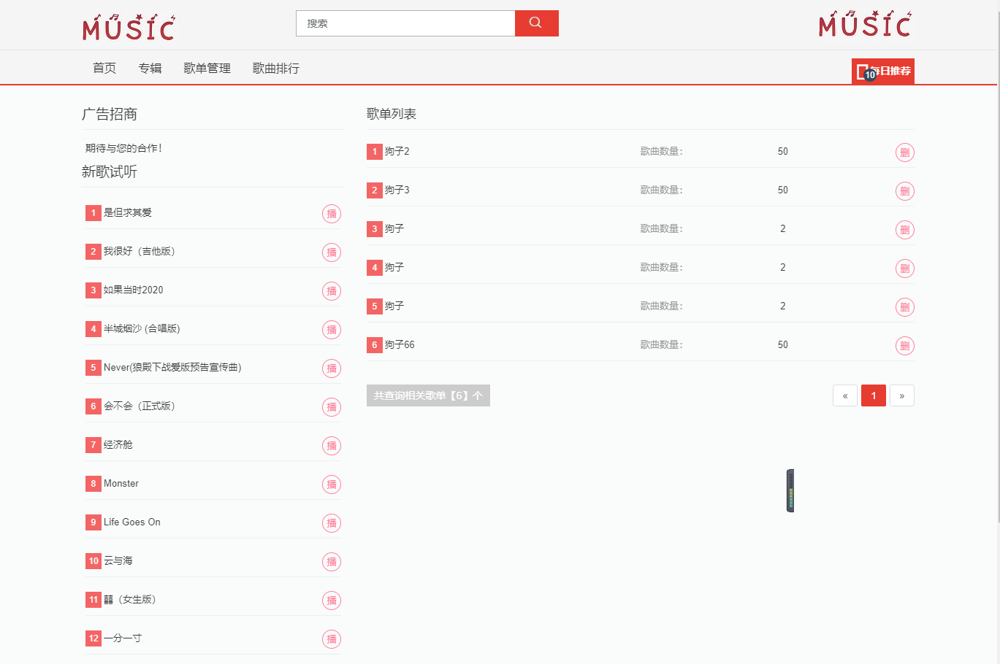 MUSIC
搜索
MUSIC
首页 专辑 歌单管理 歌曲排行
10
每日推荐
广告招商
期待与您的合作!
新歌试听
1 是但求其爱 播
2 我很好（吉他版） 播
3 如果当时2020 播
4 半城烟沙 (合唱版) 播
5 Never(狼殿下战爱版预告宣传曲) 播
6 会不会（正式版） 播
7 经济舱 播
8 Monster 播
9 Life Goes On 播
10 云与海 播
11 囍（女生版） 播
12 一分一寸 播
歌单列表
1 狗子2 歌曲数量: 50 删
2 狗子3 歌曲数量: 50 删
3 狗子 歌曲数量: 2 删
4 狗子 歌曲数量: 2 删
5 狗子 歌曲数量: 2 删
6 狗子66 歌曲数量: 50 删
共查询相关歌单【6】个
« 1 »